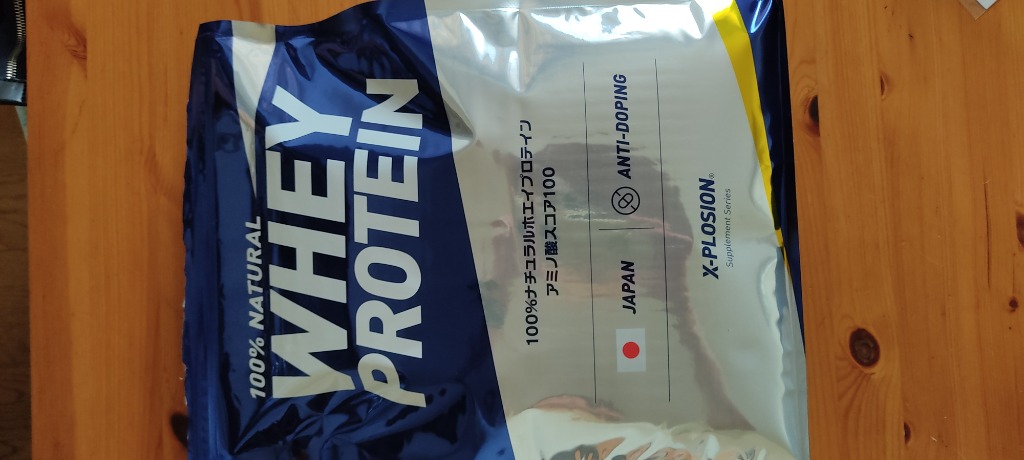 100% NATURAL
WHEY
PROTEIN
100%ナチュラルホエイプロテイン
アミノ酸スコア100
JAPAN
ANTI-DOPING
X-PLOSION®
Supplement Series